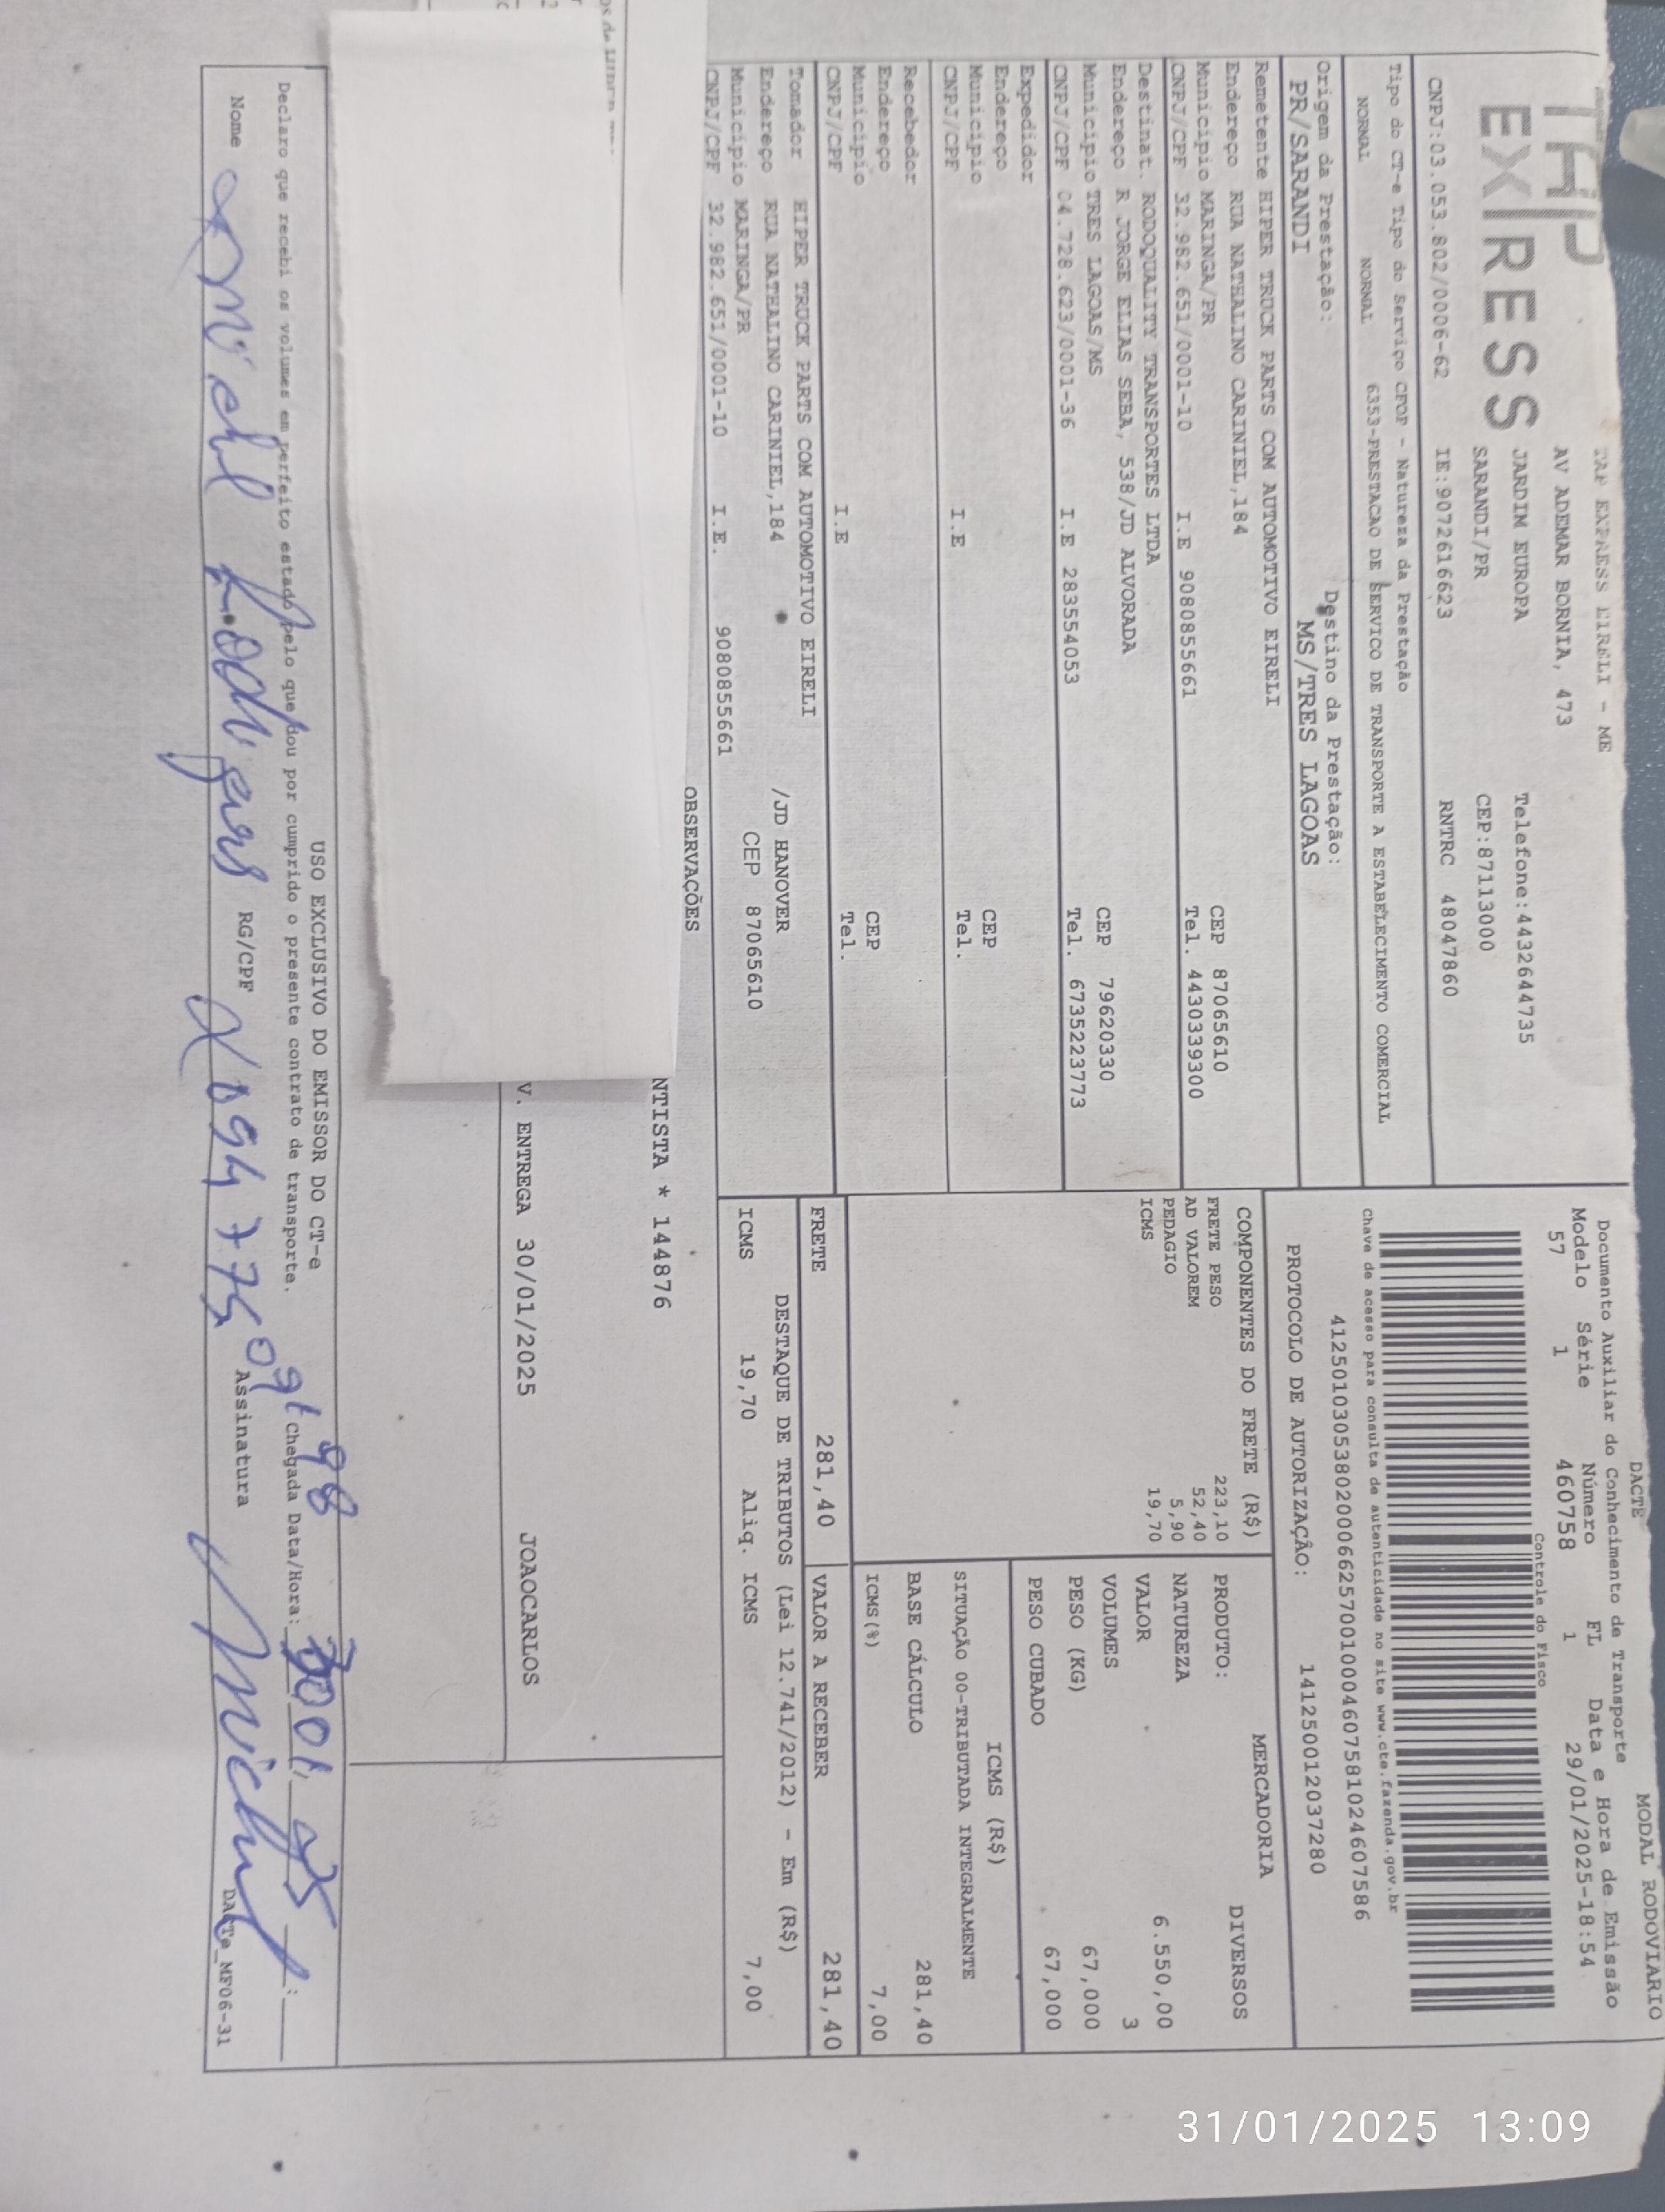 TAP
EXPRESS
TAP EXPRESS EIRELI - ME
AV ADEMAR BORNIA, 473
JARDIM EUROPA Telefone:4432644735
SARANDI/PR CEP:87113000
CNPJ:03.053.802/0006-62 IE:9072616623 RNTRC 48047860
Tipo do CT-e Tipo do Serviço CFOP - Natureza da Prestação
NORMAL NORMAL 6353-PRESTACAO DE SERVICO DE TRANSPORTE A ESTABELECIMENTO COMERCIAL
Origem da Prestação: Destino da Prestação:
PR/SARANDI MS/TRES LAGOAS
DACTE MODAL RODOVIARIO
Documento Auxiliar do Conhecimento de Transporte
Modelo Série Número FL Data e Hora de Emissão
57 1 460758 1 29/01/2025-18:54
Controle do Fisco
Chave de acesso para consulta de autenticidade no site www.cte.fazenda.gov.br
41250103053802000662570010004607581024607586
PROTOCOLO DE AUTORIZAÇÃO: 141250012037280
Remetente HIPER TRUCK PARTS COM AUTOMOTIVO EIRELI
Endereço RUA NATHALINO CARINIEL,184
Municipio MARINGA/PR CEP 87065610
CNPJ/CPF 32.982.651/0001-10 I.E 9080855661 Tel. 4430339300
Destinat. RODOQUALITY TRANSPORTES LTDA
Endereço R JORGE ELIAS SEBA, 538/JD ALVORADA
Municipio TRES LAGOAS/MS CEP 79620330
CNPJ/CPF 04.728.623/0001-36 I.E 283554053 Tel. 6735223773
Expedidor
Endereço
Municipio CEP
CNPJ/CPF I.E Tel.
Recebedor
Endereço
Municipio CEP
CNPJ/CPF I.E Tel.
Tomador HIPER TRUCK PARTS COM AUTOMOTIVO EIRELI
Endereço RUA NATHALINO CARINIEL,184 /JD HANOVER
Municipio MARINGA/PR CEP 87065610
CNPJ/CPF 32.982.651/0001-10 I.E. 9080855661
COMPONENTES DO FRETE (R$)
FRETE PESO 223,10
AD VALOREM 52,40
PEDAGIO 5,90
ICMS 19,70
MERCADORIA
PRODUTO: DIVERSOS
NATUREZA
VALOR 6.550,00
VOLUMES 3
PESO (KG) 67,000
PESO CUBADO 67,000
ICMS (R$)
SITUAÇÃO 00-TRIBUTADA INTEGRALMENTE
BASE CÁLCULO 281,40
ICMS(%) 7,00
FRETE 281,40 VALOR A RECEBER 281,40
DESTAQUE DE TRIBUTOS (Lei 12.741/2012) - Em (R$)
ICMS 19,70 Aliq. ICMS 7,00
OBSERVAÇÕES
NTISTA * 144876
V. ENTREGA 30/01/2025 JOAOCARLOS
USO EXCLUSIVO DO EMISSOR DO CT-e
Declaro que recebi os volumes em perfeito estado pelo que dou por cumprido o presente contrato de transporte. Chegada Data/Hora: 30 01, 25 :
Nome RG/CPF Assinatura
DACTe_MF06-31
31/01/2025 13:09